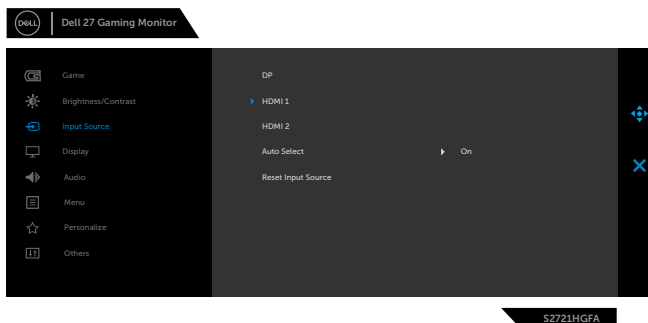 DELL
Dell 27 Gaming Monitor
Game
Brightness/Contrast
Input Source
Display
Audio
Menu
Personalize
Others
DP
HDMI 1
HDMI 2
Auto Select On
Reset Input Source
S2721HGFA